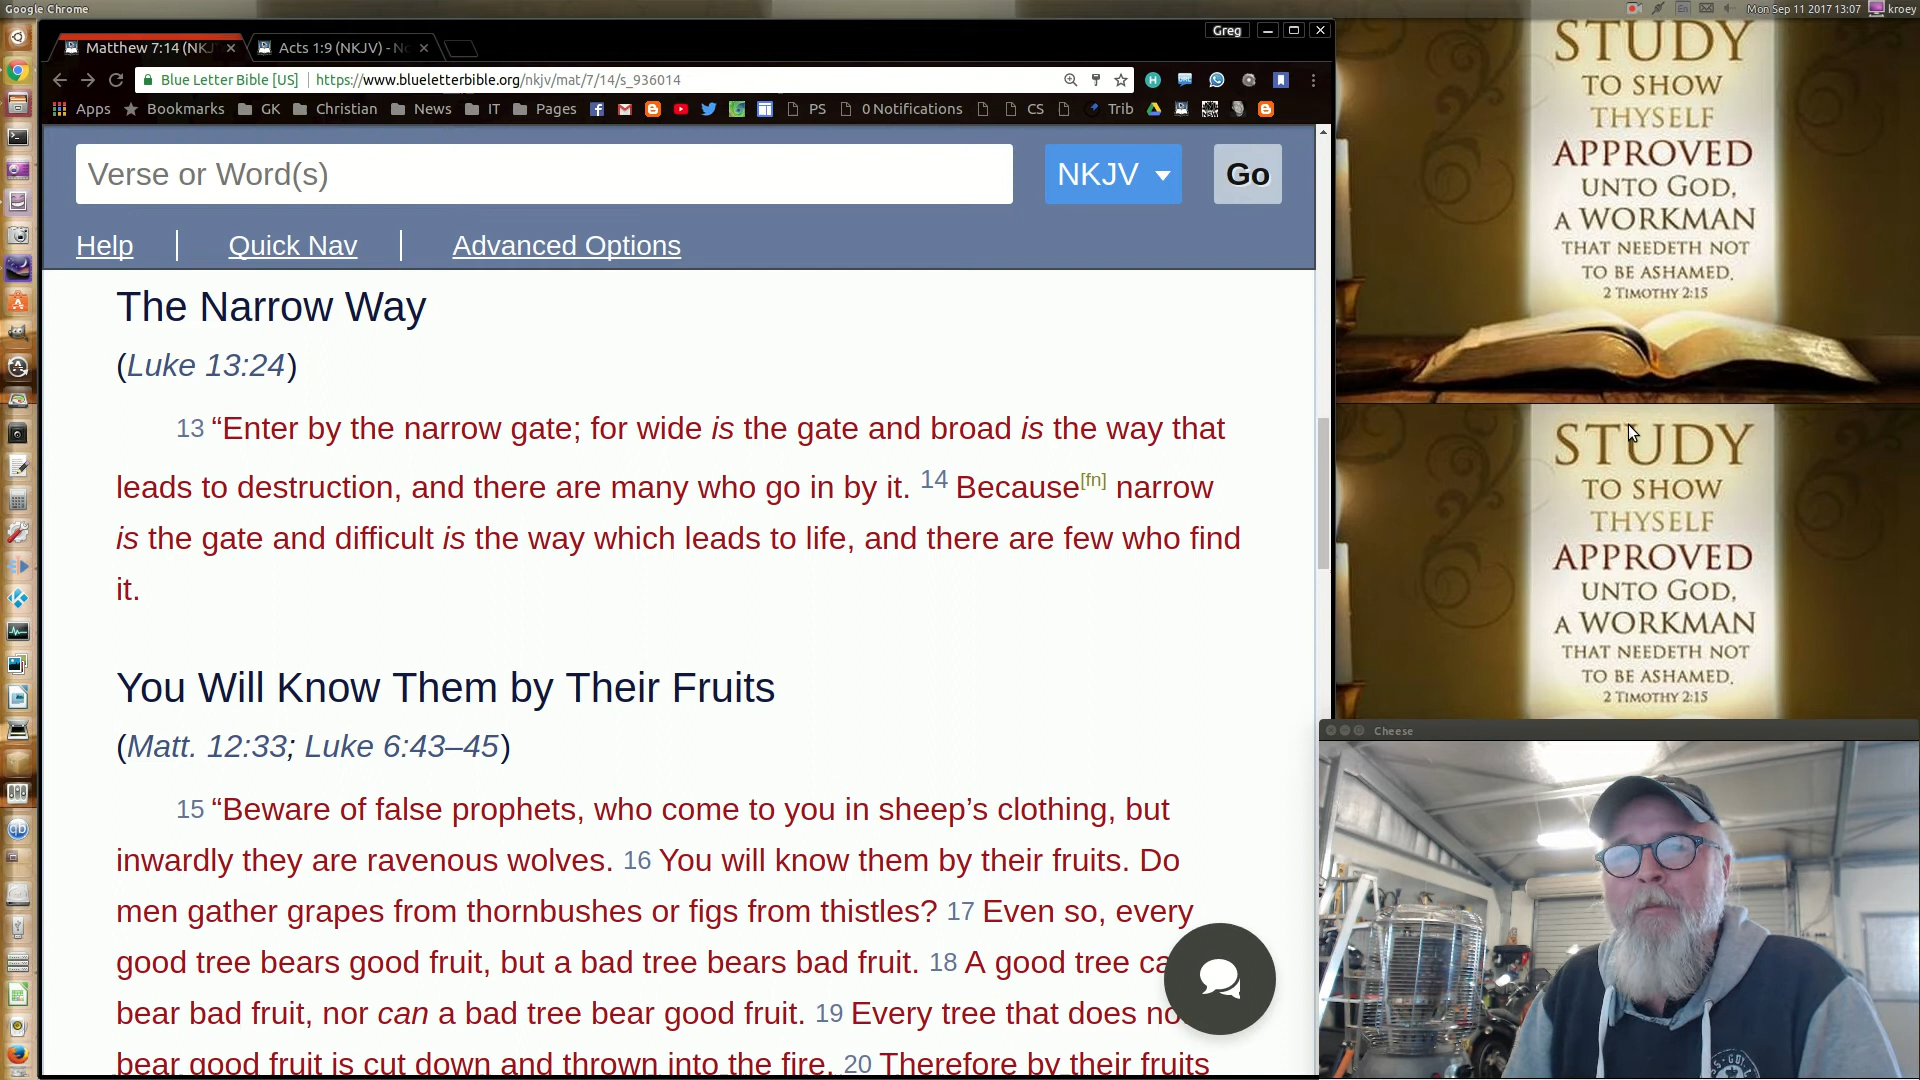 Google Chrome
En
Mon Sep 11 2017 13:07
kroey
Greg
Matthew 7:14 (NKJ
Acts 1:9 (NKJV) - N
Blue Letter Bible [US]
https://www.blueletterbible.org/nkjv/mat/7/14/s_936014
Apps
Bookmarks
GK
Christian
News
IT
Pages
PS
0 Notifications
CS
Trib
Verse or Word(s)
NKJV
Go
Help
Quick Nav
Advanced Options
The Narrow Way
(Luke 13:24)
13 “Enter by the narrow gate; for wide is the gate and broad is the way that
leads to destruction, and there are many who go in by it. 14 Because[fn] narrow
is the gate and difficult is the way which leads to life, and there are few who find
it.
You Will Know Them by Their Fruits
(Matt. 12:33; Luke 6:43–45)
15 “Beware of false prophets, who come to you in sheep’s clothing, but
inwardly they are ravenous wolves. 16 You will know them by their fruits. Do
men gather grapes from thornbushes or figs from thistles? 17 Even so, every
good tree bears good fruit, but a bad tree bears bad fruit. 18 A good tree ca
bear bad fruit, nor can a bad tree bear good fruit. 19 Every tree that does no
bear good fruit is cut down and thrown into the fire. 20 Therefore by their fruits
STUDY
TO SHOW
THYSELF
APPROVED
UNTO GOD,
A WORKMAN
THAT NEEDETH NOT
TO BE ASHAMED,
2 TIMOTHY 2:15
STUDY
TO SHOW
THYSELF
APPROVED
UNTO GOD,
A WORKMAN
THAT NEEDETH NOT
TO BE ASHAMED,
2 TIMOTHY 2:15
Cheese